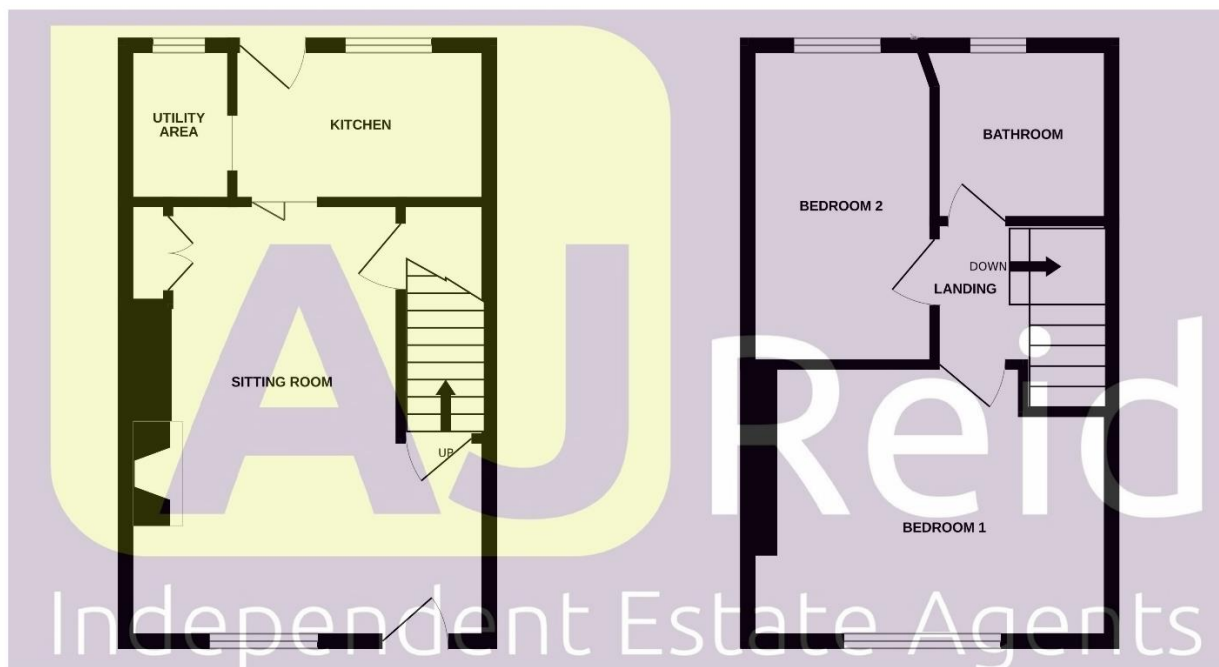 UTILITY
AREA
KITCHEN
SITTING ROOM
UP
BEDROOM 2
BATHROOM
DOWN
LANDING
BEDROOM 1
AJ Reid
Independent Estate Agents